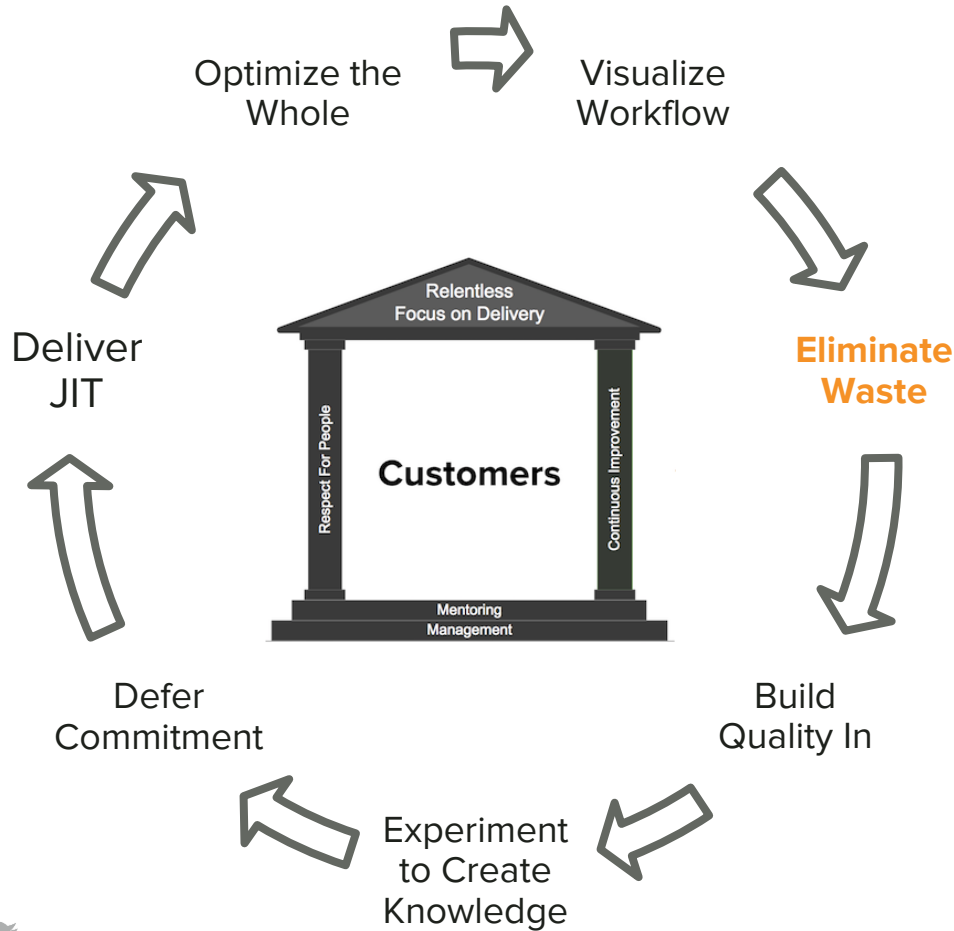 Optimize the
Whole
Visualize
Workflow
Eliminate
Waste
Build
Quality In
Experiment
to Create
Knowledge
Defer
Commitment
Deliver
JIT
Relentless
Focus on Delivery
Respect For People
Customers
Continuous Improvement
Mentoring
Management